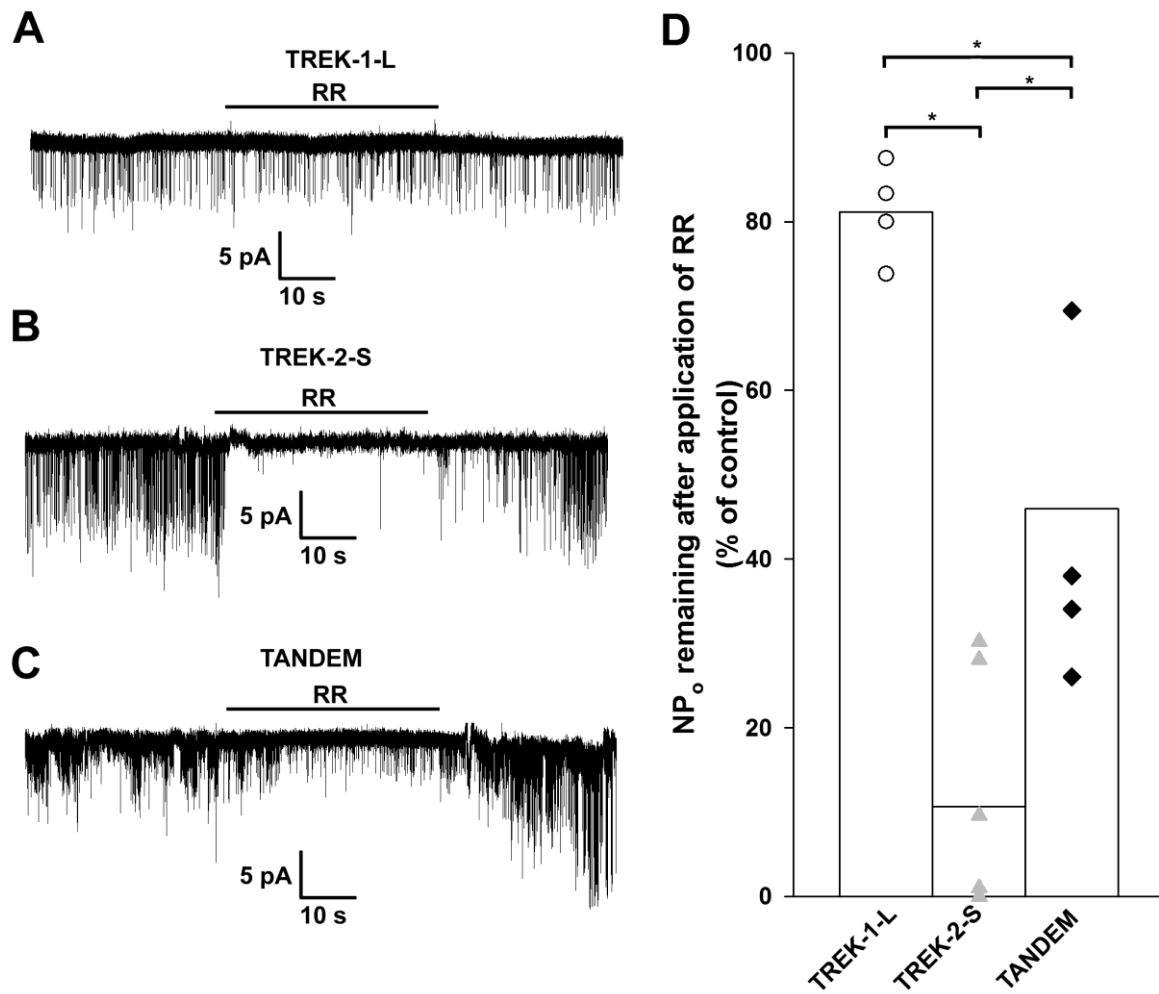 A
TREK-1-L
RR
5 pA
10 s
B
TREK-2-S
RR
5 pA
10 s
C
TANDEM
RR
5 pA
10 s
D
NPo remaining after application of RR
(% of control)
100
80
60
40
20
0
*
*
*
TREK-1-L
TREK-2-S
TANDEM